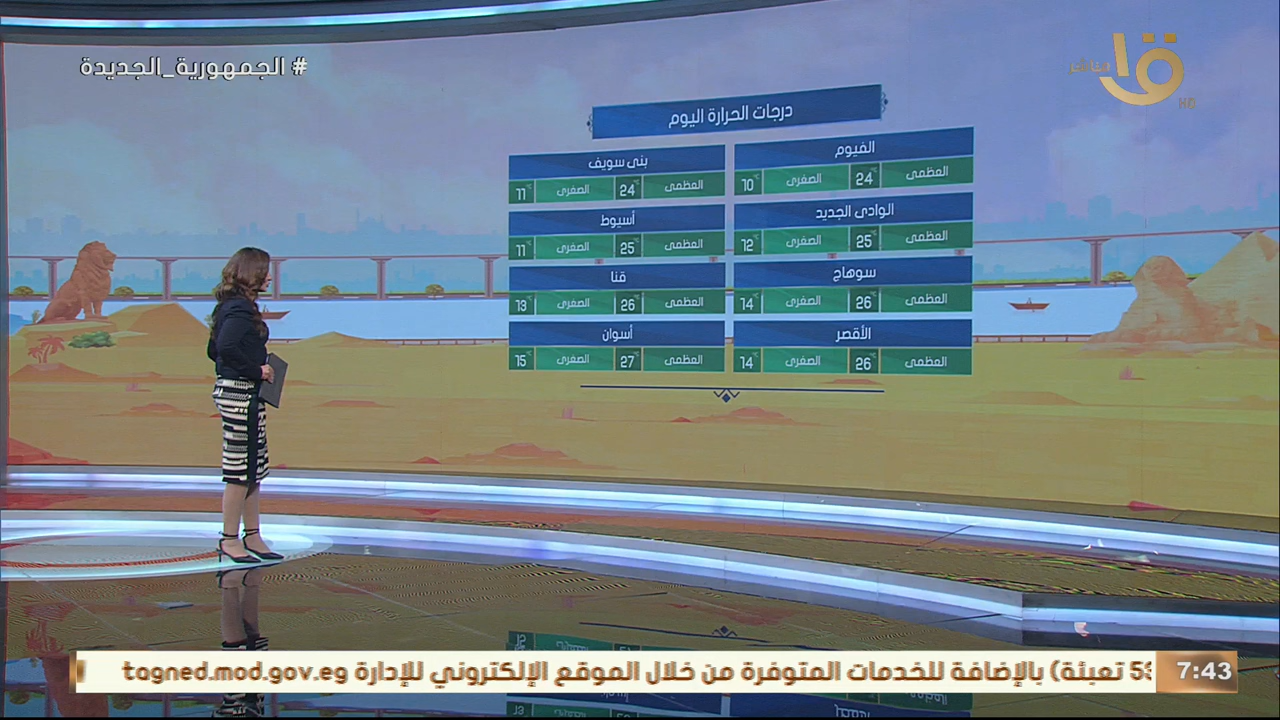 #الجمهورية_الجديدة
مباشر
HD
درجات الحرارة اليوم
الفيوم
العظمى 24 الصغرى 10
بنى سويف
العظمى 24 الصغرى 11
الوادى الجديد
العظمى 25 الصغرى 12
أسيوط
العظمى 25 الصغرى 11
سوهاج
العظمى 26 الصغرى 14
قنا
العظمى 26 الصغرى 13
الأقصر
العظمى 26 الصغرى 14
أسوان
العظمى 27 الصغرى 15
تعبئة) بالإضافة للخدمات المتوفرة من خلال الموقع الإلكتروني للإدارة tagned.mod.gov.eg
7:43